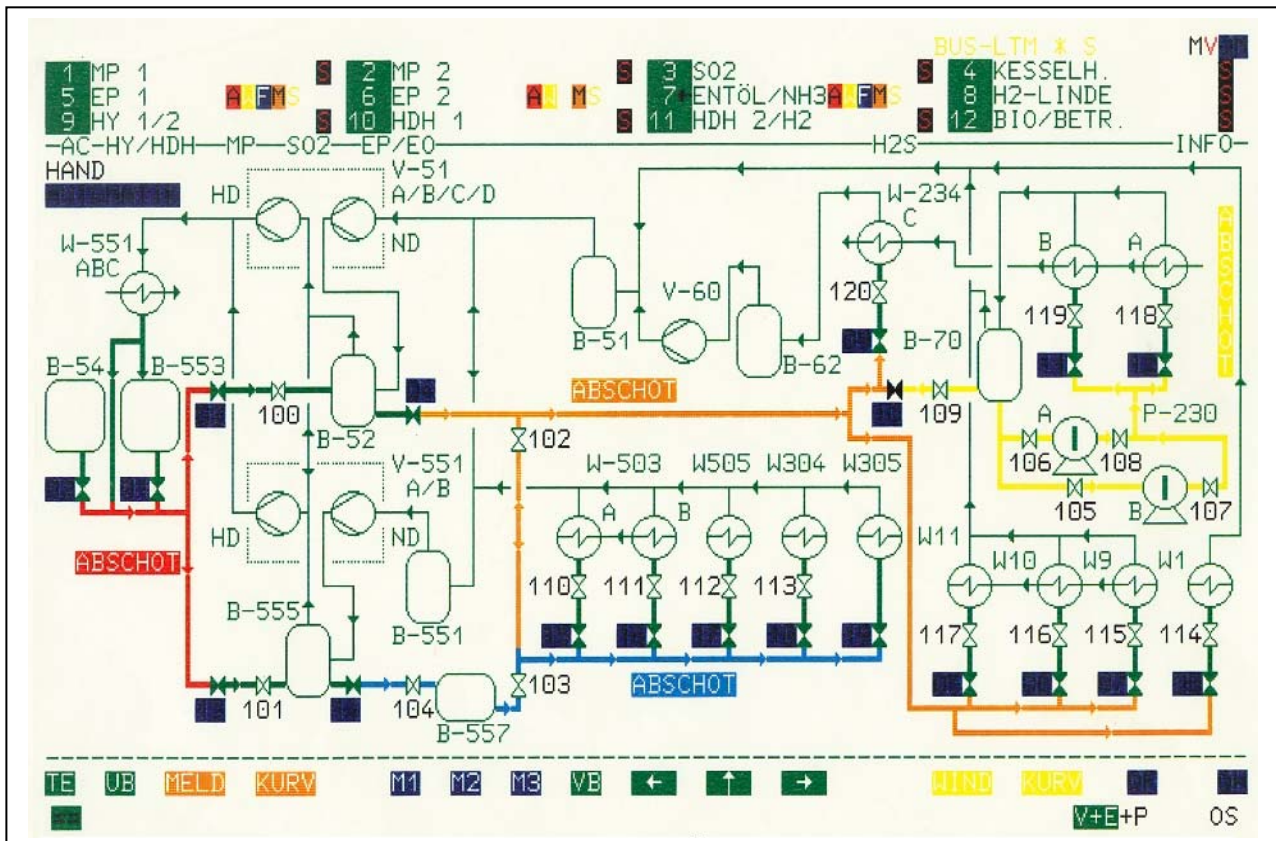 BUS-LTM * S MV
1 MP 1 S 2 MP 2 3 SO2 S 4 KESSELH. S
5 EP 1 A W F M S 6 EP 2 A W M S 7 ENTÖL/NH3 A W F M S 8 H2-LINDE S
9 HY 1/2 S 10 HDH 1 S 11 HDH 2/H2 S 12 BIO/BETR. S
AC-HY/HDH MP SO2 EP/EO H2S INFO
HAND
V-51
HD A/B/C/D
W-234
C
W-551
ABC
ND
B A
ABSCHOT
V-60
120
119 118
B-51
B-70
B-54 B-553
B-62
ABSCHOT
100
109
B-52
102
A P-230
106 108
V-551
A/B
W-503 W505 W304 W305
105 B 107
HD ND
A B
W11 W10 W9 W1
ABSCHOT
110 111 112 113
B-555
B-551
117 116 115 114
101 104 103
ABSCHOT
B-557
TE UB MELD KURV M1 M2 M3 VB ← ↑ → WIND KURV
V+E+P OS